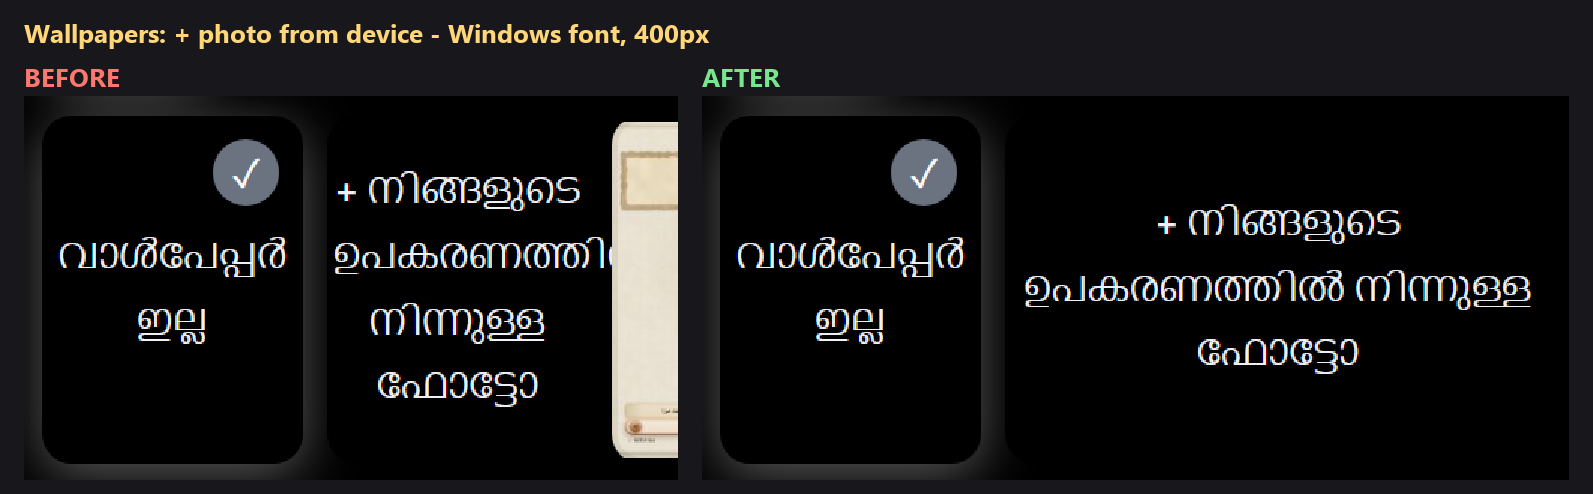 Wallpapers: + photo from device - Windows font, 400px
BEFORE
✓
വാൾപേപ്പർ
ഇല്ല
+ നിങ്ങളുടെ
ഉപകരണത്തി
നിന്നുള്ള
ഫോട്ടോ
AFTER
✓
വാൾപേപ്പർ
ഇല്ല
+ നിങ്ങളുടെ
ഉപകരണത്തിൽ നിന്നുള്ള
ഫോട്ടോ